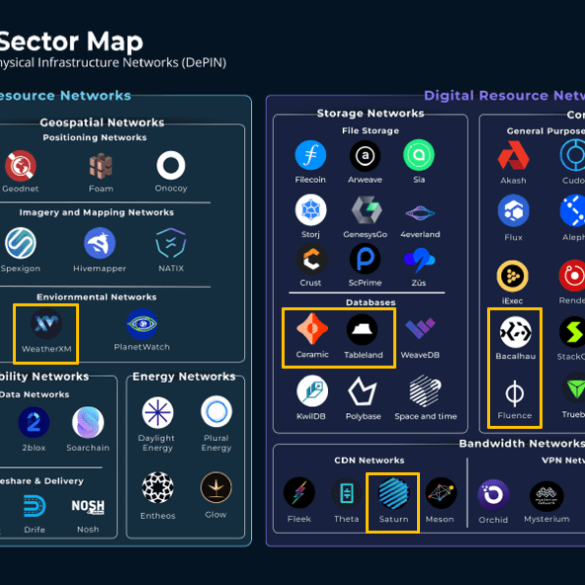 Sector Map
hysical Infrastructure Networks (DePIN)
esource Networks
Geospatial Networks
Positioning Networks
Geodnet
Foam
Onocoy
Imagery and Mapping Networks
Spexigon
Hivemapper
NATIX
Enviornmental Networks
WeatherXM
PlanetWatch
bility Networks
Data Networks
2blox
Soarchain
eshare & Delivery
Drife
NOSH
Nosh
Energy Networks
Daylight
Energy
Plural
Energy
Entheos
Glow
Digital Resource Netw
Storage Networks
File Storage
Filecoin
Arweave
Sia
Storj
GenesysGo
4everland
Crust
ScPrime
Züs
Databases
Ceramic
Tableland
WeaveDB
KwilDB
Polybase
Space and time
Co
General Purpose
Akash
Cudo
Flux
Aleph
iExec
Rende
Bacalhau
StackO
Fluence
Trueb
Bandwidth Networks
CDN Networks
Fleek
Theta
Saturn
Meson
VPN Netw
Orchid
Mysterium